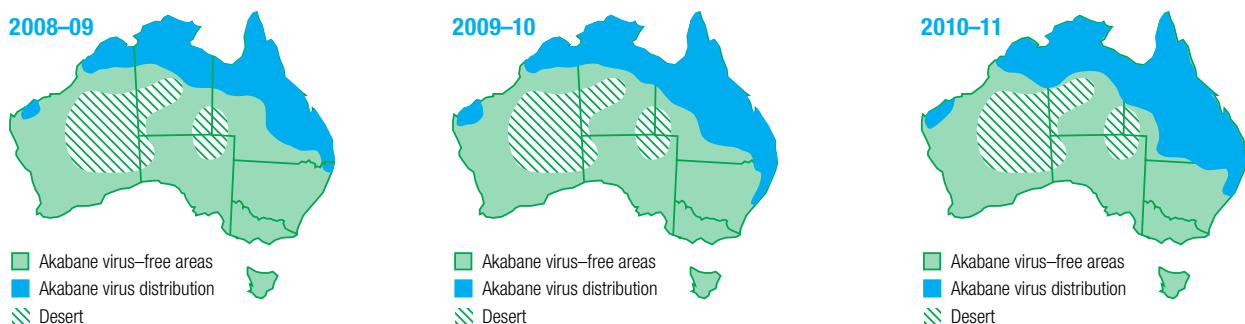 2008–09
Akabane virus–free areas
Akabane virus distribution
Desert
2009–10
Akabane virus–free areas
Akabane virus distribution
Desert
2010–11
Akabane virus–free areas
Akabane virus distribution
Desert